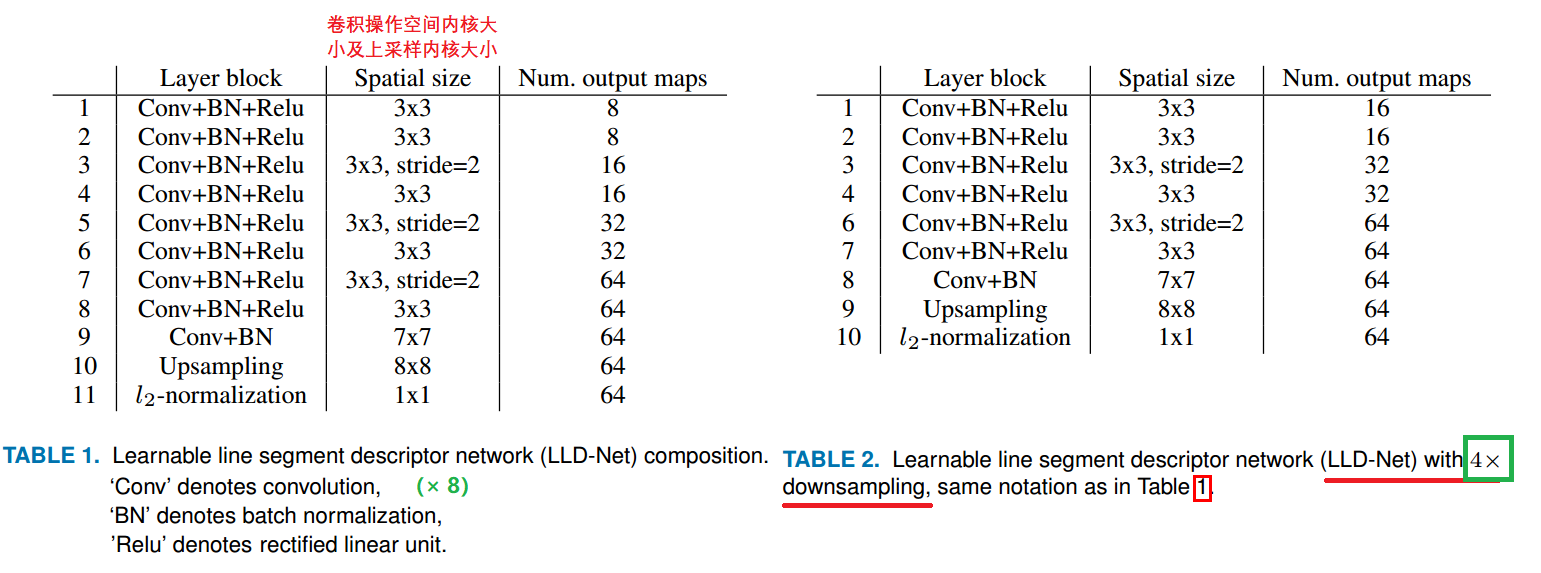 卷积操作空间内核大
小及上采样内核大小
Layer block Spatial size Num. output maps
1 Conv+BN+Relu 3x3 8
2 Conv+BN+Relu 3x3 8
3 Conv+BN+Relu 3x3, stride=2 16
4 Conv+BN+Relu 3x3 16
5 Conv+BN+Relu 3x3, stride=2 32
6 Conv+BN+Relu 3x3 32
7 Conv+BN+Relu 3x3, stride=2 64
8 Conv+BN+Relu 3x3 64
9 Conv+BN 7x7 64
10 Upsampling 8x8 64
11 l2-normalization 1x1 64
TABLE 1. Learnable line segment descriptor network (LLD-Net) composition.
‘Conv’ denotes convolution, (× 8)
‘BN’ denotes batch normalization,
’Relu’ denotes rectified linear unit.
Layer block Spatial size Num. output maps
1 Conv+BN+Relu 3x3 16
2 Conv+BN+Relu 3x3 16
3 Conv+BN+Relu 3x3, stride=2 32
4 Conv+BN+Relu 3x3 32
6 Conv+BN+Relu 3x3, stride=2 64
7 Conv+BN+Relu 3x3 64
8 Conv+BN 7x7 64
9 Upsampling 8x8 64
10 l2-normalization 1x1 64
TABLE 2. Learnable line segment descriptor network (LLD-Net) with 4×
downsampling, same notation as in Table 1.